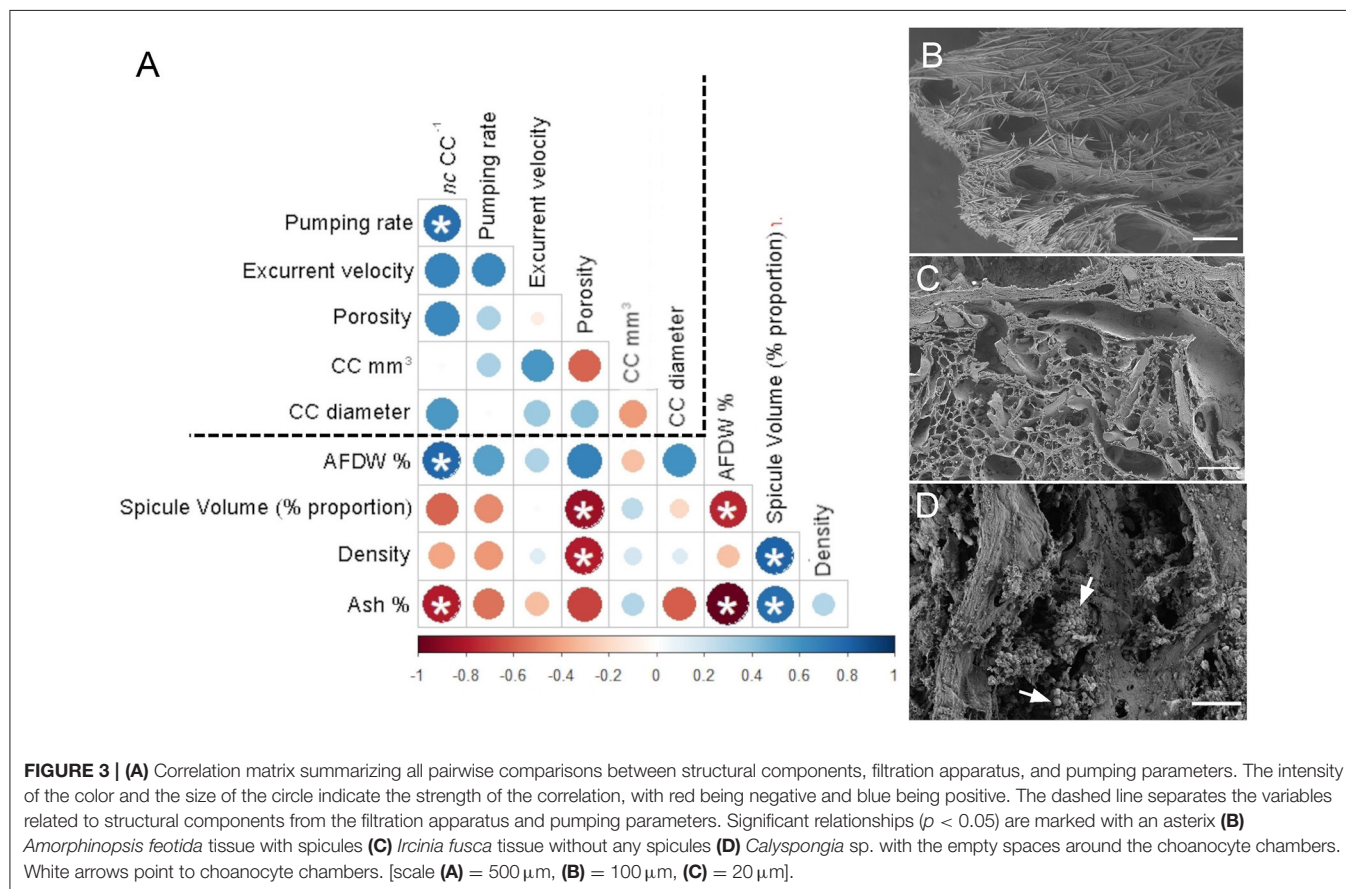 A
nc CC⁻¹
Pumping rate
Excurrent velocity
Porosity
CC mm³
CC diameter
AFDW %
Spicule Volume (% proportion) 1.
Density
Pumping rate
Excurrent velocity
Porosity
CC mm³
CC diameter
AFDW %
Spicule Volume (% proportion)
Density
Ash %
* * * * * * * * * *
-1 -0.8 -0.6 -0.4 -0.2 0 0.2 0.4 0.6 0.8 1
B
C
D
FIGURE 3 | (A) Correlation matrix summarizing all pairwise comparisons between structural components, filtration apparatus, and pumping parameters. The intensity
of the color and the size of the circle indicate the strength of the correlation, with red being negative and blue being positive. The dashed line separates the variables
related to structural components from the filtration apparatus and pumping parameters. Significant relationships (p < 0.05) are marked with an asterix (B)
Amorphinopsis feotida tissue with spicules (C) Ircinia fusca tissue without any spicules (D) Calyspongia sp. with the empty spaces around the choanocyte chambers.
White arrows point to choanocyte chambers. [scale (A) = 500 μm, (B) = 100 μm, (C) = 20 μm].